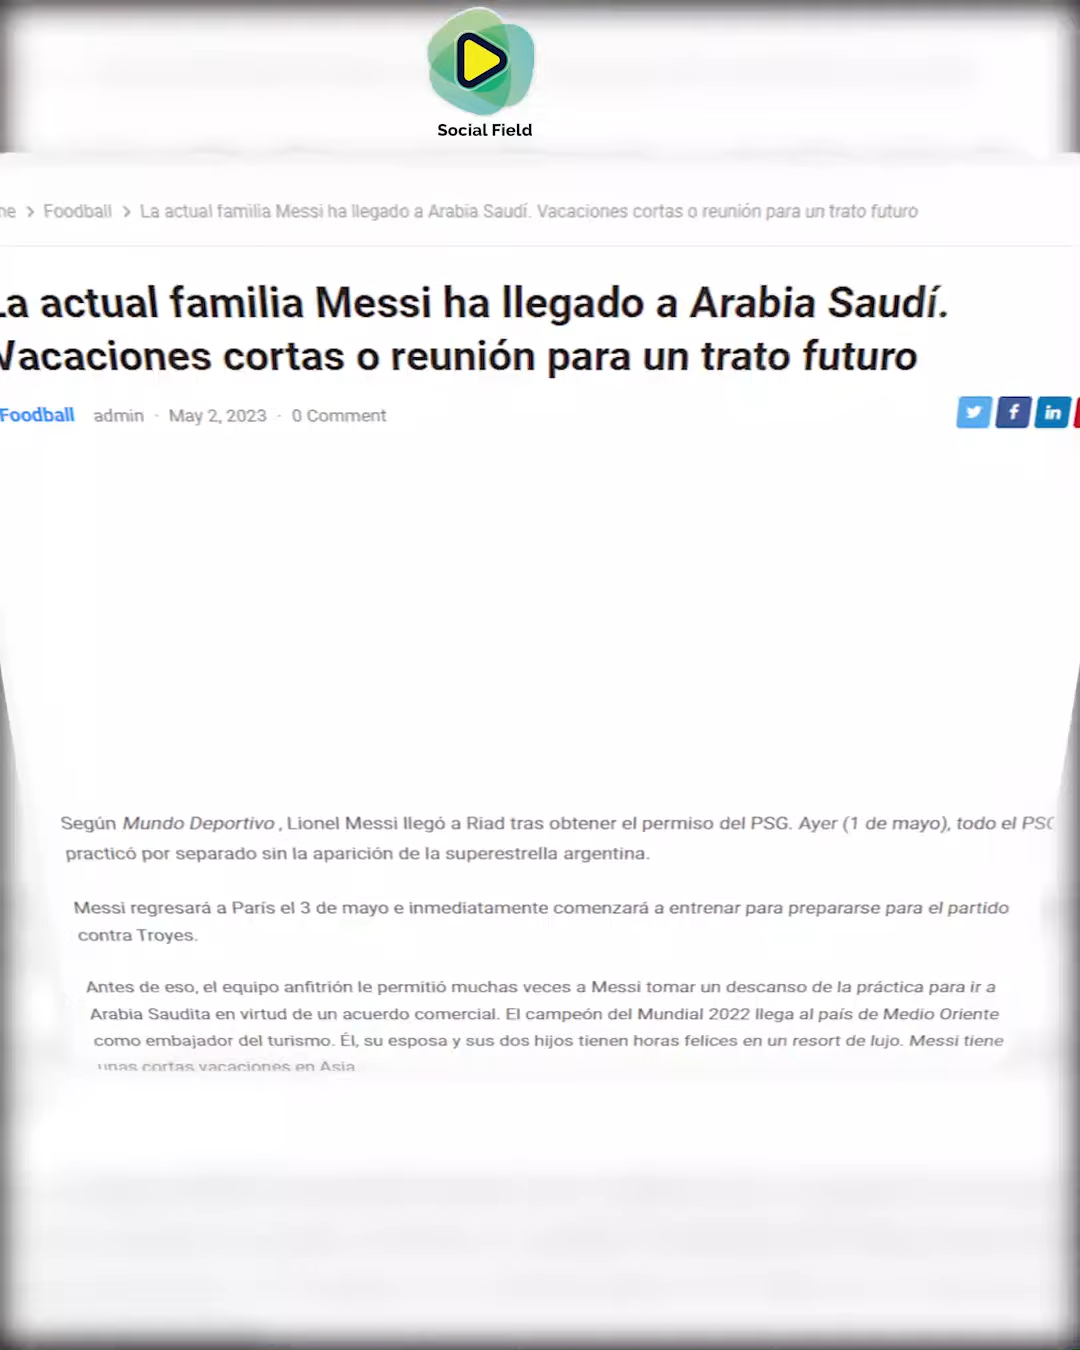 Social Field
Foodball > La actual familia Messi ha llegado a Arabia Saudí. Vacaciones cortas o reunión para un trato futuro
La actual familia Messi ha llegado a Arabia Saudí.
Vacaciones cortas o reunión para un trato futuro
Foodball admin · May 2, 2023 · 0 Comment
Según Mundo Deportivo , Lionel Messi llegó a Riad tras obtener el permiso del PSG. Ayer (1 de mayo), todo el PSG
practicó por separado sin la aparición de la superestrella argentina.
Messi regresará a París el 3 de mayo e inmediatamente comenzará a entrenar para prepararse para el partido
contra Troyes.
Antes de eso, el equipo anfitrión le permitió muchas veces a Messi tomar un descanso de la práctica para ir a
Arabia Saudita en virtud de un acuerdo comercial. El campeón del Mundial 2022 llega al país de Medio Oriente
como embajador del turismo. Él, su esposa y sus dos hijos tienen horas felices en un resort de lujo. Messi tiene
unas cortas vacaciones en Asia